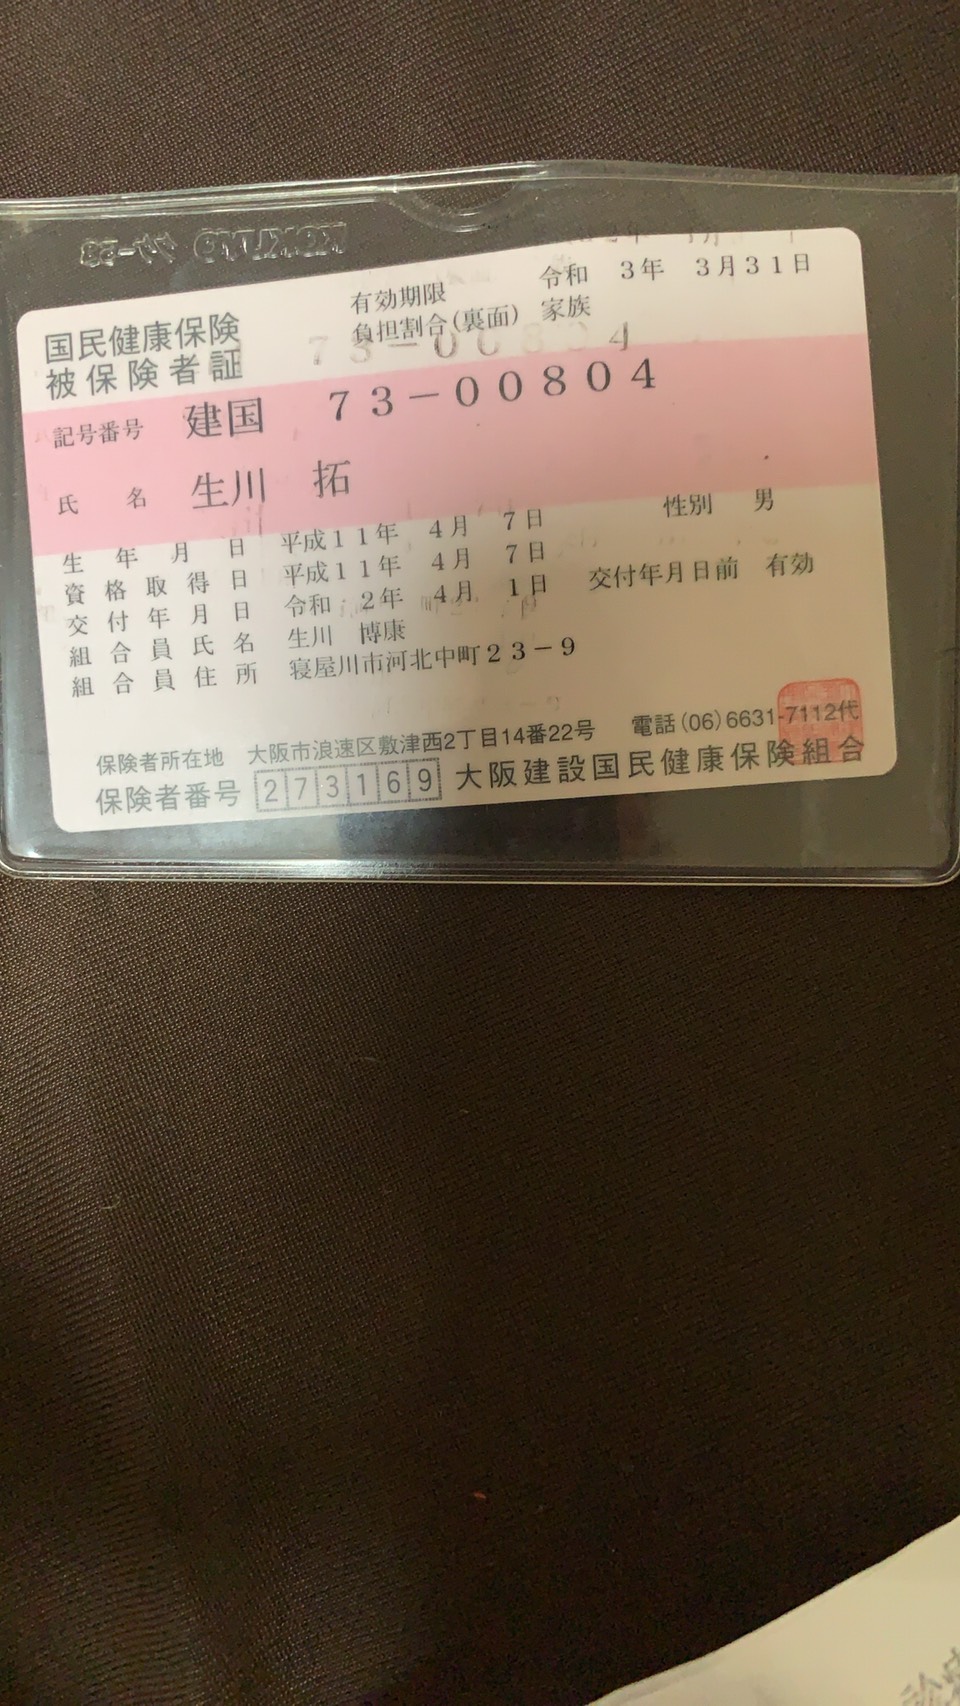 有効期限 令和 3年 3月31日
負担割合(裏面) 家族
国民健康保険
被保険者証
記号番号 建国 73-00804
氏名 生川 拓
生年月日 平成11年 4月 7日 性別 男
資格取得日 平成11年 4月 7日
交付年月日 令和 2年 4月 1日 交付年月日前 有効
組合員氏名 生川 博康
組合員住所 寝屋川市河北中町23-9
保険者所在地 大阪市浪速区敷津西2丁目14番22号 電話(06)6631-7112代
保険者番号 273169 大阪建設国民健康保険組合